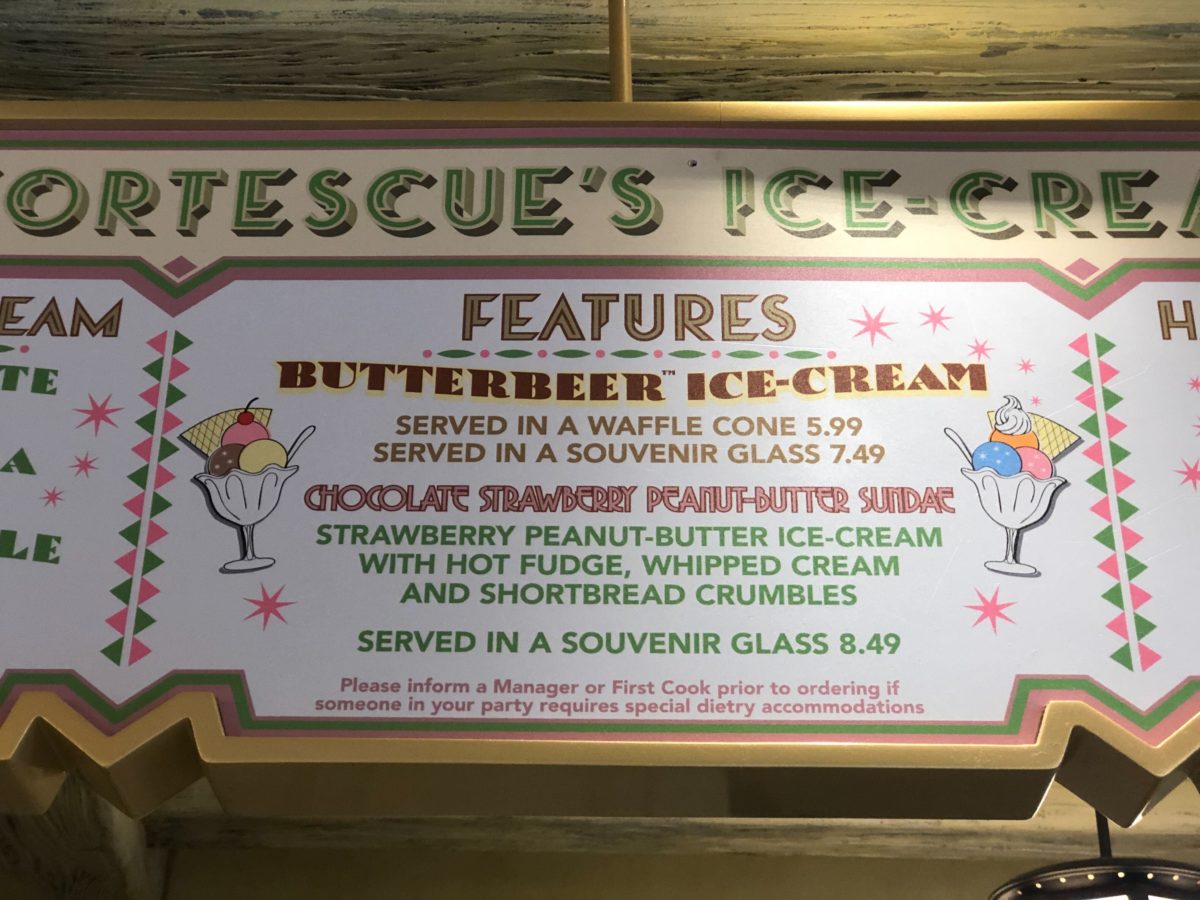 ORTESCUE'S ICE-CREA
EAM
TE
A
LE
FEATURES
BUTTERBEER™ ICE-CREAM
SERVED IN A WAFFLE CONE 5.99
SERVED IN A SOUVENIR GLASS 7.49
CHOCOLATE STRAWBERRY PEANUT-BUTTER SUNDAE
STRAWBERRY PEANUT-BUTTER ICE-CREAM
WITH HOT FUDGE, WHIPPED CREAM
AND SHORTBREAD CRUMBLES
SERVED IN A SOUVENIR GLASS 8.49
Please inform a Manager or First Cook prior to ordering if
someone in your party requires special dietry accommodations
H